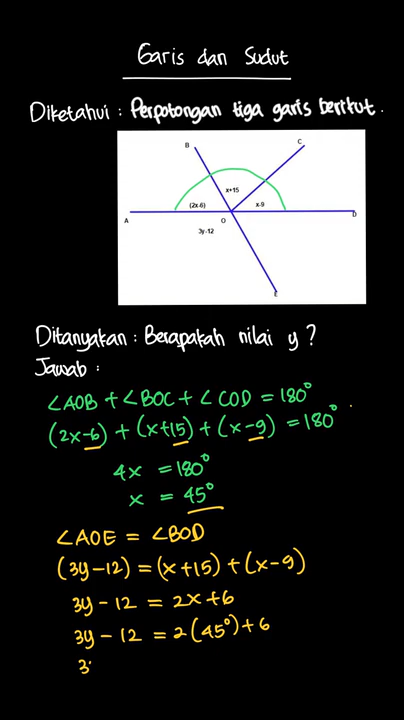 Garis dan Sudut
Diketahui : Perpotongan tiga garis berikut.
B
C
x+15
(2x-6)
x-9
A
O
D
3y-12
E
Ditanyakan : Berapakah nilai y ?
Jawab :
∠AOB + ∠BOC + ∠COD = 180°
(2x-6) + (x+15) + (x-9) = 180°
4x = 180°
x = 45°
∠AOE = ∠BOD
(3y-12) = (x+15) + (x-9)
3y - 12 = 2x+6
3y - 12 = 2(45°)+6
3